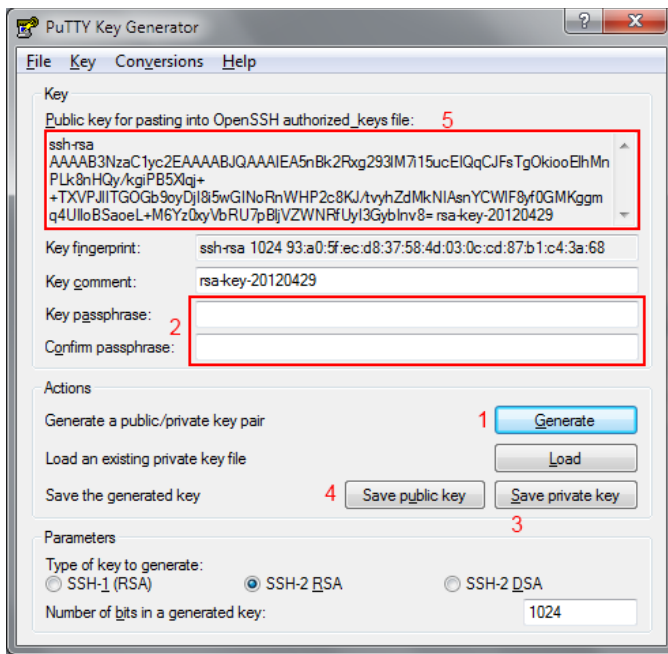 PuTTY Key Generator
File Key Conversions Help
Key
Public key for pasting into OpenSSH authorized_keys file: 5
ssh-rsa
AAAAB3NzaC1yc2EAAAABJQAAAIEA5nBk2Rxg293IM7i15ucEIQqCJFsTgOkiooElhMn
PLk8nHQy/kgiPB5Xlqj+
+TXVPJIITGOGb9oyDjI8i5wGINoRnWHP2c8KJ/tvyhZdMkNIAsnYCWlF8yf0GMKggm
q4UlloBSaoeL+M6Yz0xyVbRU7pBljVZWNRfUyI3GybInv8= rsa-key-20120429
Key fingerprint: ssh-rsa 1024 93:a0:5f:ec:d8:37:58:4d:03:0c:cd:87:b1:c4:3a:68
Key comment: rsa-key-20120429
Key passphrase:
2
Confirm passphrase:
Actions
Generate a public/private key pair 1 Generate
Load an existing private key file Load
Save the generated key 4 Save public key Save private key
3
Parameters
Type of key to generate:
SSH-1 (RSA) SSH-2 RSA SSH-2 DSA
Number of bits in a generated key: 1024